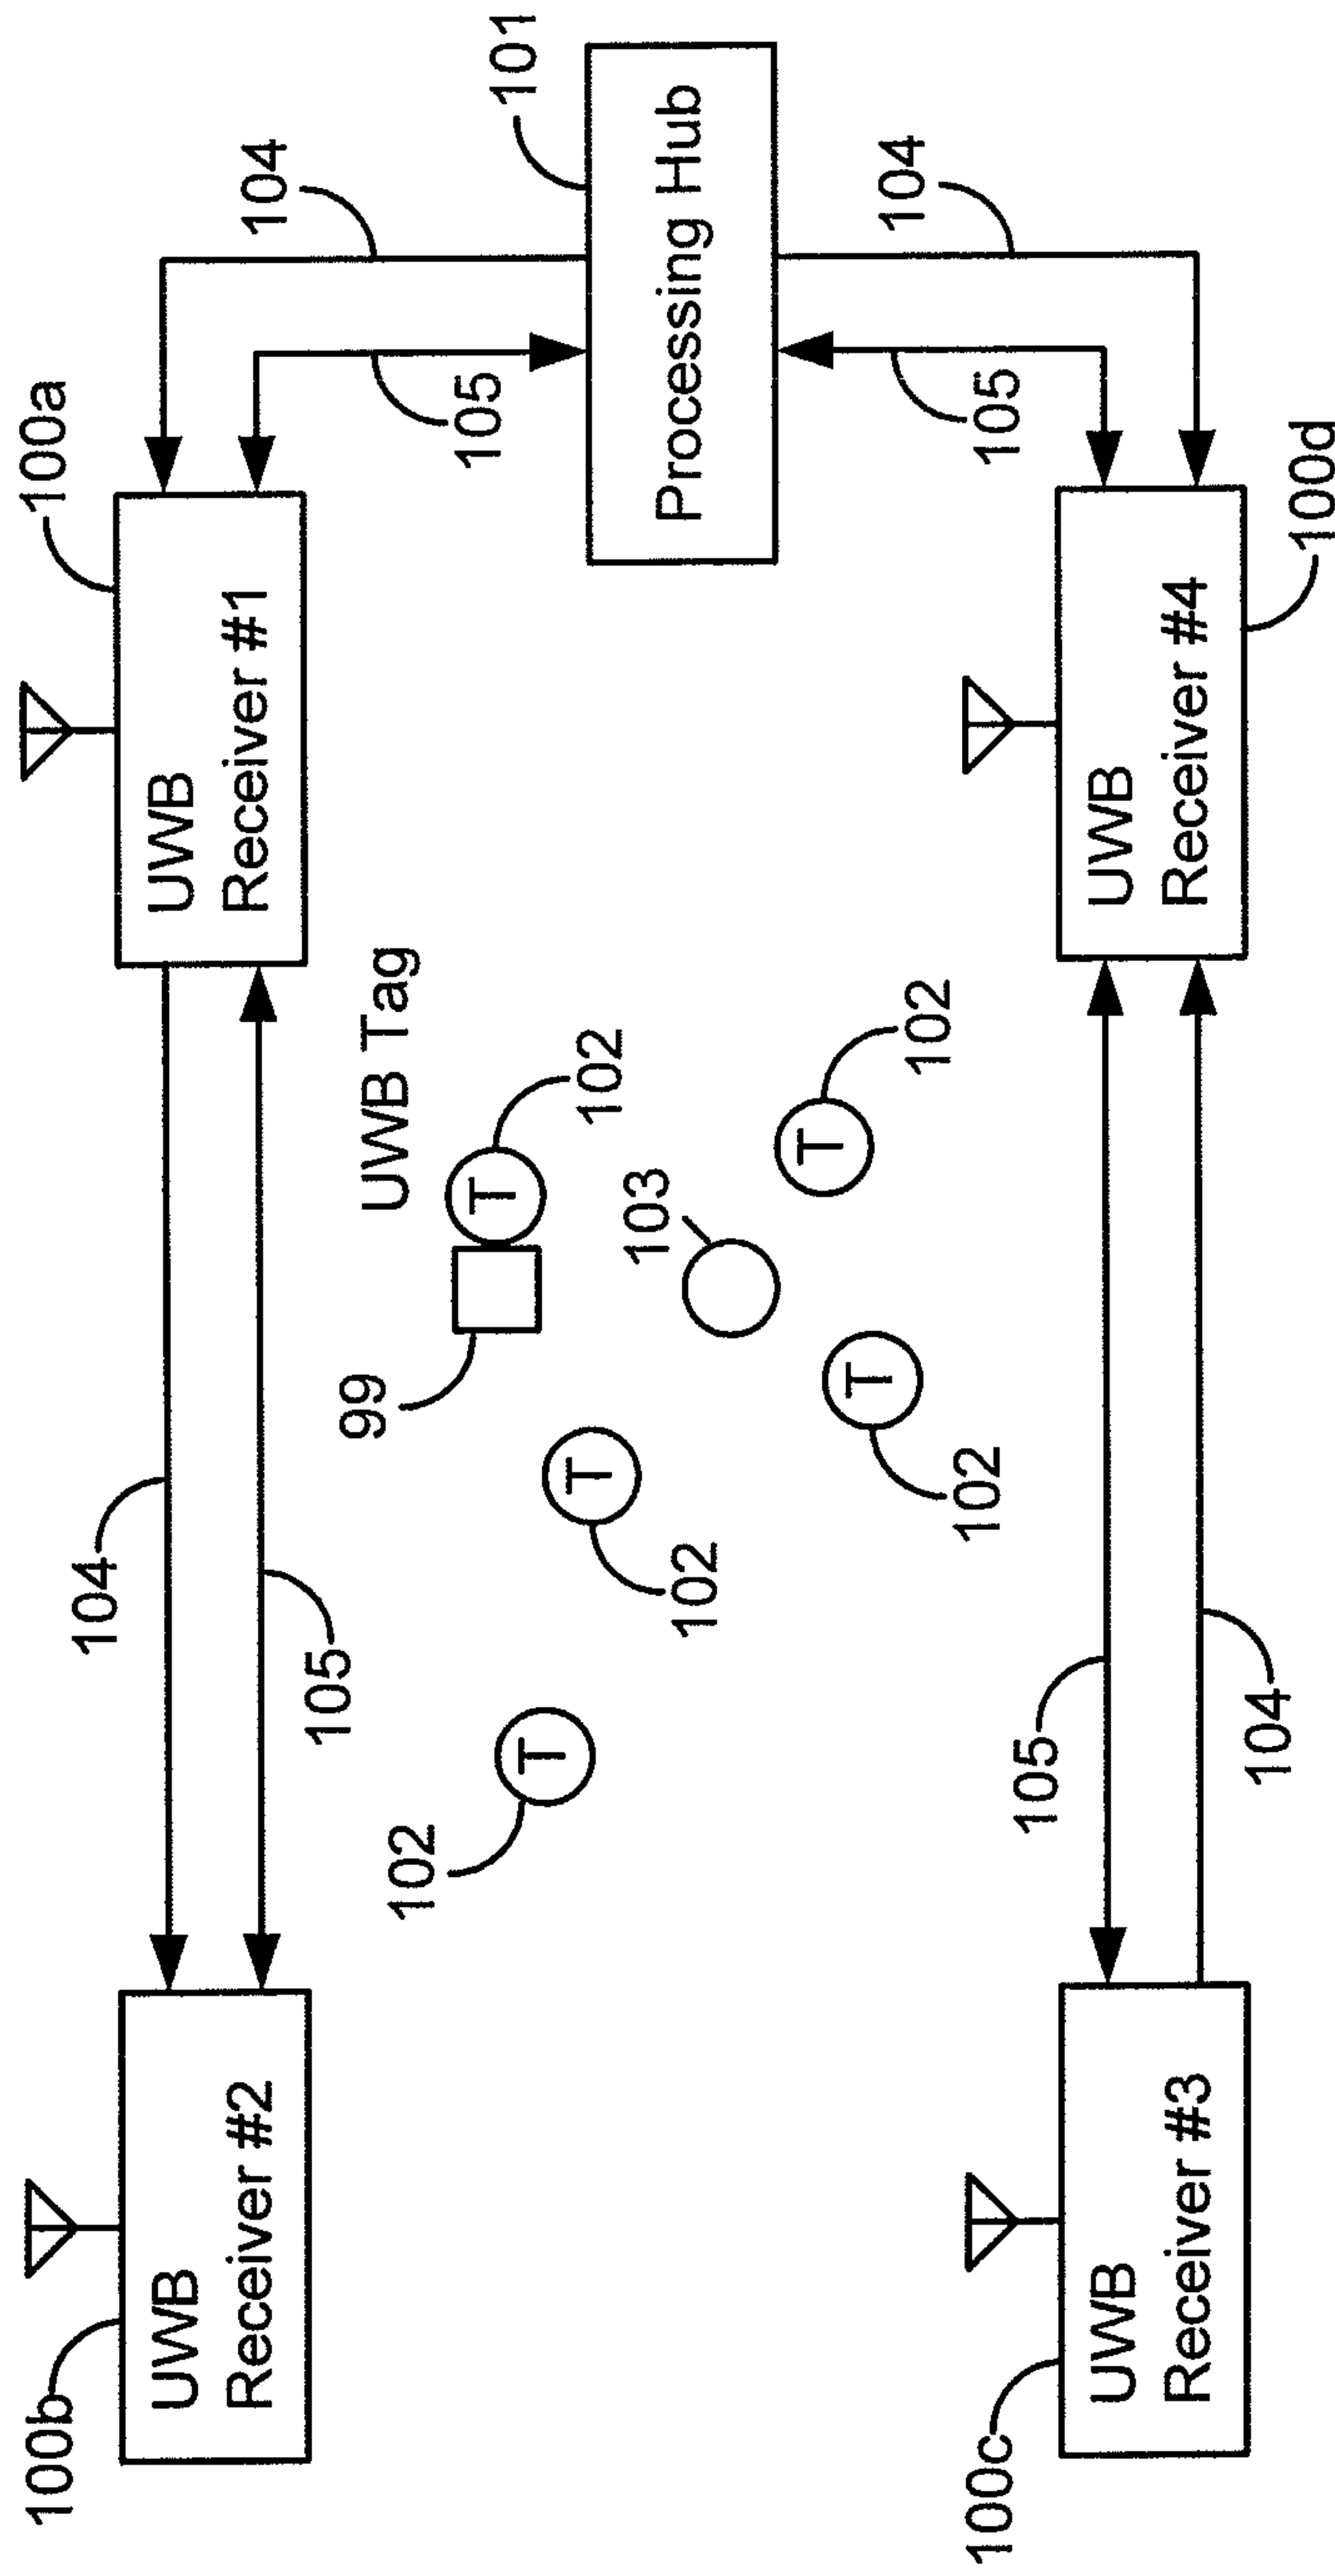 100b
104
100a
UWB
Receiver #2
UWB
Receiver #1
104
105
99
UWB Tag
102
105
101
T
102
T
T
102
103
102
Processing Hub
T
T
102
102
104
105
100c
105
UWB
Receiver #3
UWB
Receiver #4
104
100d